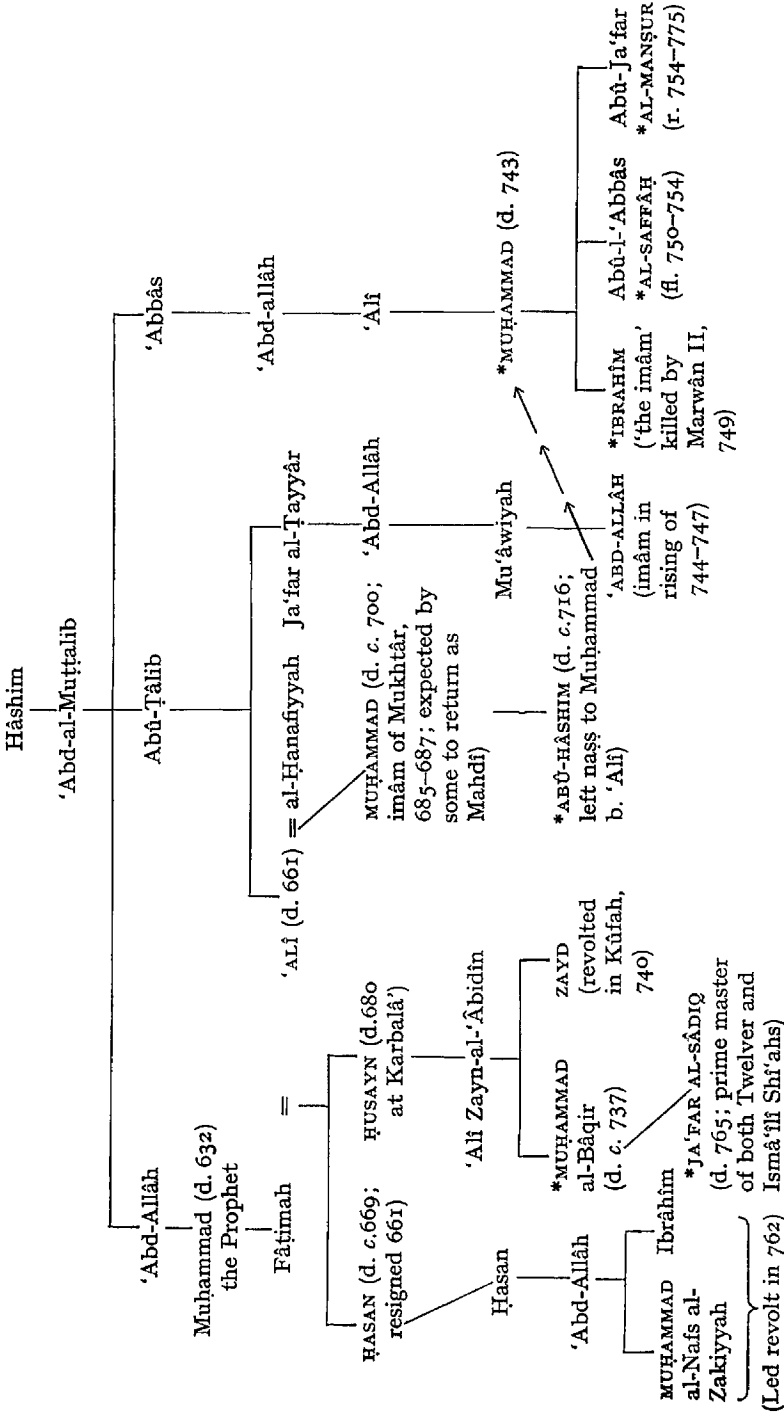 Hâshim
‘Abd-al-Muṭṭalib
‘Abd-Allâh
Abû-Ṭâlib
‘Abbâs
Muḥammad (d. 632)
the Prophet
Fâṭimah
=
‘ALÎ (d. 661) = al-Ḥanafiyyah
Ja‘far al-Ṭayyâr
‘Abd-allâh
ḤASAN (d. c.669;
resigned 661)
ḤUSAYN (d.680
at Karbalâ’)
MUḤAMMAD (d. c. 700;
imâm of Mukhtâr,
685–687; expected by
some to return as
Mahdî)
‘Abd-Allâh
‘Alî
Ḥasan
‘Alî Zayn-al-‘Âbidîn
Mu‘âwiyah
*MUḤAMMAD (d. 743)
‘Abd-Allâh
*MUḤAMMAD
al-Bâqir
(d. c. 737)
ZAYD
(revolted
in Kûfah,
740)
*ABÛ-HÂSHIM (d. c.716;
left naṣṣ to Muḥammad
b. ‘Alî)
‘ABD-ALLÂH
(imâm in
rising of
744–747)
*IBRAHÎM
(‘the imâm’
killed by
Marwân II,
749)
Abû-l-‘Abbâs
*AL-SAFFÂḤ
(fl. 750–754)
Abû-Ja‘far
*AL-MANṢUR
(r. 754–775)
MUḤAMMAD
al-Nafs al-
Zakiyyah
Ibrâhîm
(Led revolt in 762)
*JA‘FAR AL-SÂDIQ
(d. 765; prime master
of both Twelver and
Ismâ‘îlî Shî‘ahs)